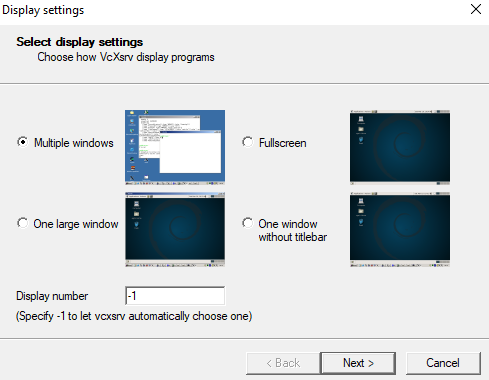 Display settings
Select display settings
Choose how VcXsrv display programs
Multiple windows
Fullscreen
One large window
One window
without titlebar
Display number
-1
(Specify -1 to let vcxsrv automatically choose one)
< Back
Next >
Cancel